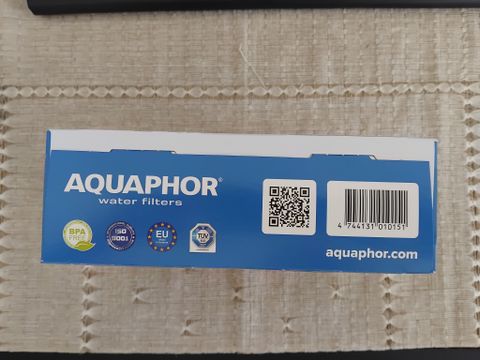 AQUAPHOR®
water filters
BPA
FREE
ISO
9001
EU
TÜV
4 744131 010151
aquaphor.com